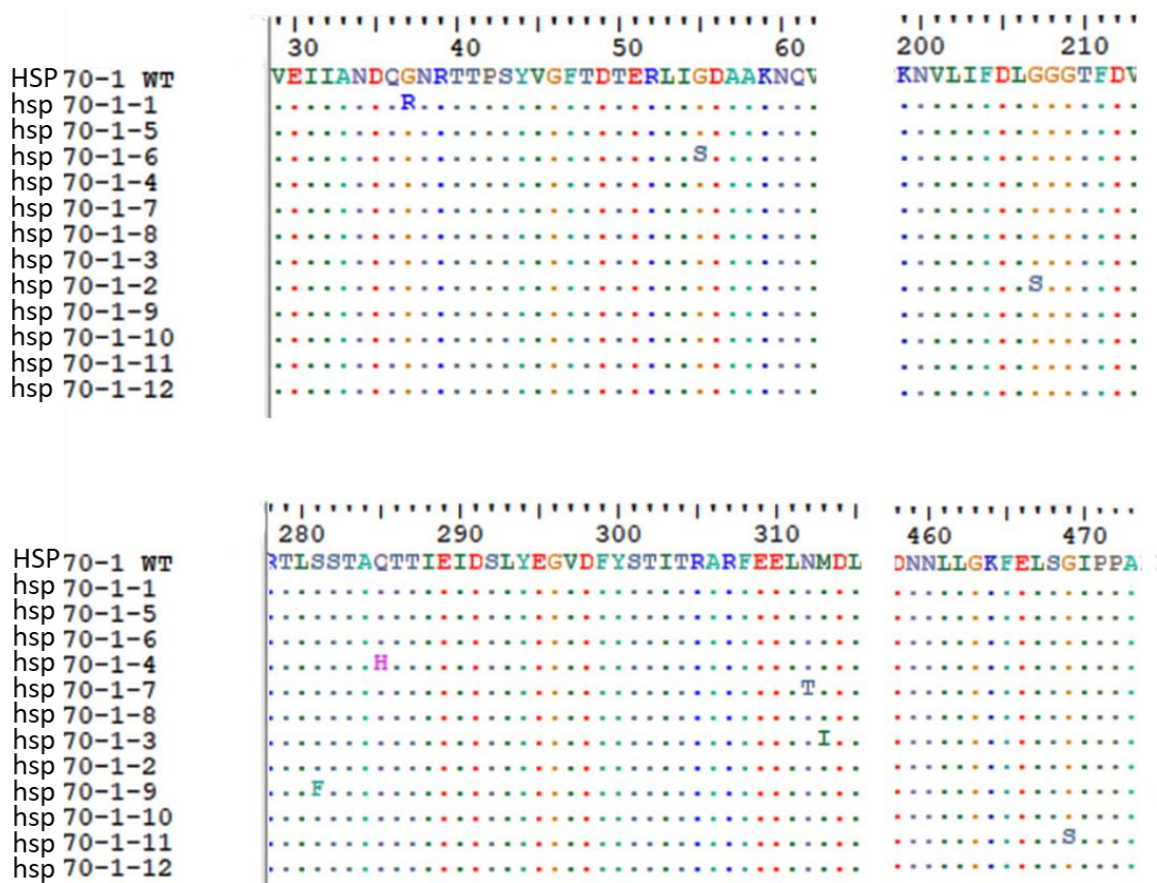 30 40 50 60 200 210
HSP 70-1 WT VEIIANDQGNRTTPSYVGFTDTERLIGDAAKNQV KNVLIFDLGGGTFDV
hsp 70-1-1 R
hsp 70-1-5
hsp 70-1-6 S
hsp 70-1-4
hsp 70-1-7
hsp 70-1-8
hsp 70-1-3
hsp 70-1-2 S
hsp 70-1-9
hsp 70-1-10
hsp 70-1-11
hsp 70-1-12
280 290 300 310 460 470
HSP 70-1 WT RTLSSTAQTTIEIDSLYEGVDFYSTITRARFEELNMDL DNNLLGKFELSGIPPA
hsp 70-1-1
hsp 70-1-5
hsp 70-1-6
hsp 70-1-4 H
hsp 70-1-7 T
hsp 70-1-8
hsp 70-1-3 I
hsp 70-1-2
hsp 70-1-9 F
hsp 70-1-10
hsp 70-1-11 S
hsp 70-1-12